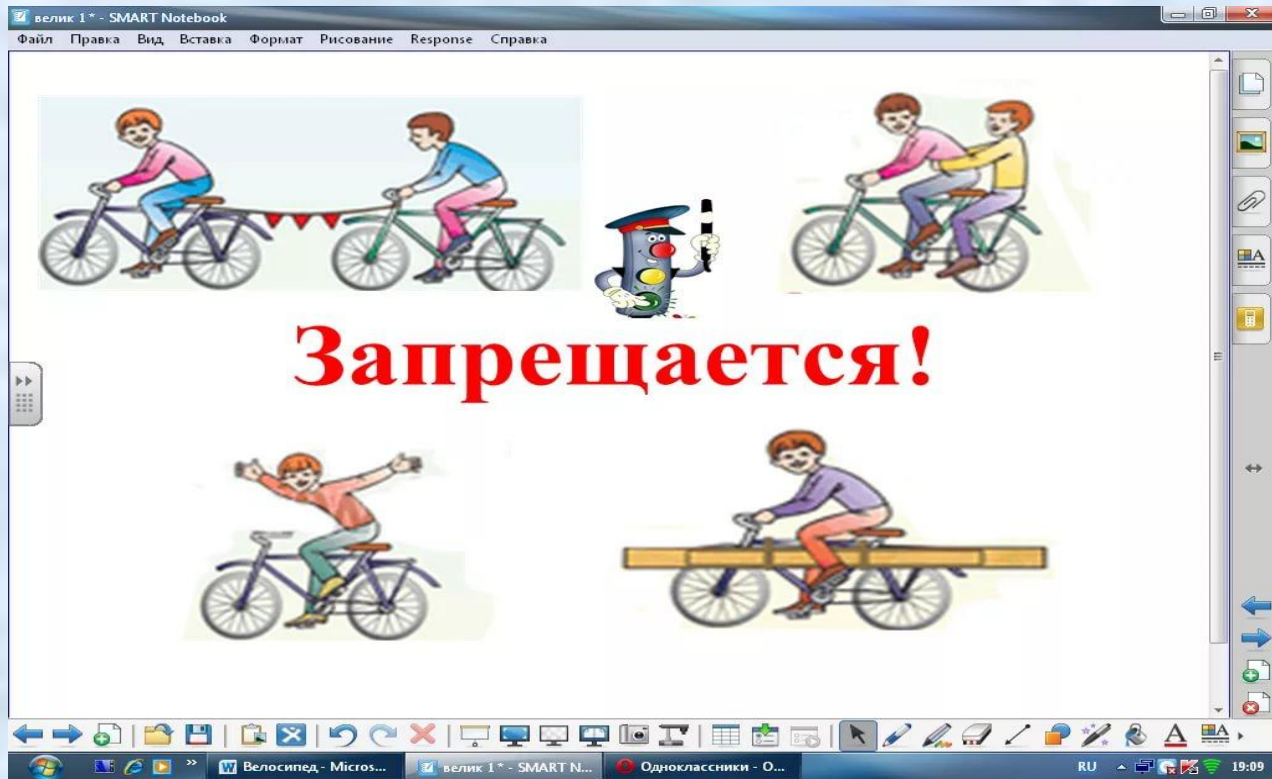 велик 1 * - SMART Notebook
Файл Правка Вид Вставка Формат Рисование Response Справка
Запрещается!
Велосипед - Micros...
велик 1 * - SMART N...
Одноклассники - O...
RU
19:09